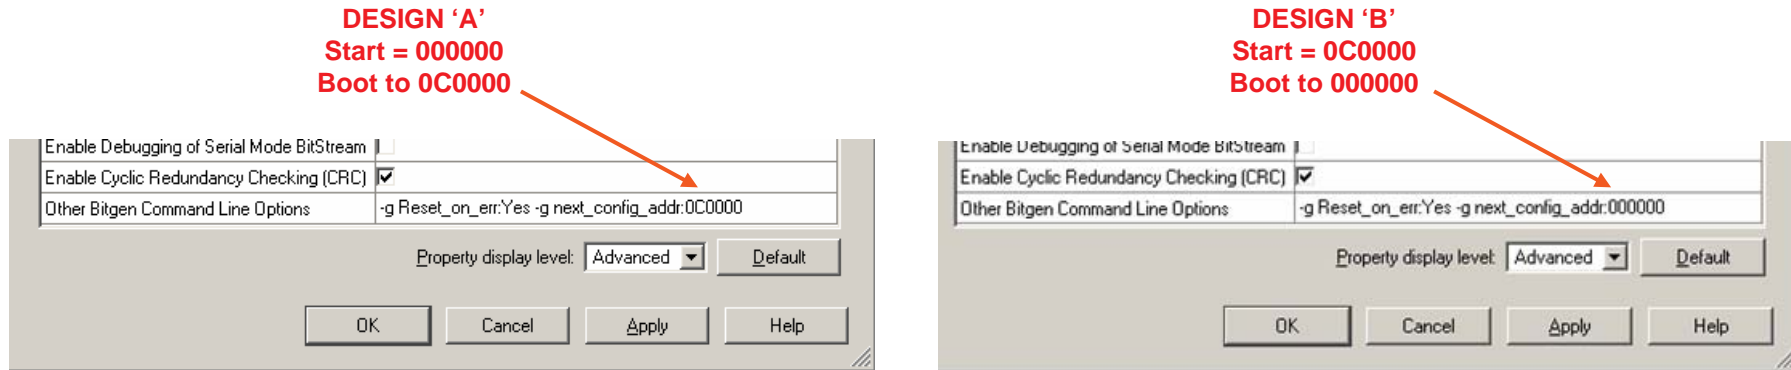 DESIGN ‘A’
Start = 000000
Boot to 0C0000
Enable Debugging of Serial Mode BitStream
Enable Cyclic Redundancy Checking (CRC)
Other Bitgen Command Line Options -g Reset_on_err:Yes -g next_config_addr:0C0000
Property display level: Advanced Default
OK Cancel Apply Help
DESIGN ‘B’
Start = 0C0000
Boot to 000000
Enable Debugging of Serial Mode BitStream
Enable Cyclic Redundancy Checking (CRC)
Other Bitgen Command Line Options -g Reset_on_err:Yes -g next_config_addr:000000
Property display level: Advanced Default
OK Cancel Apply Help